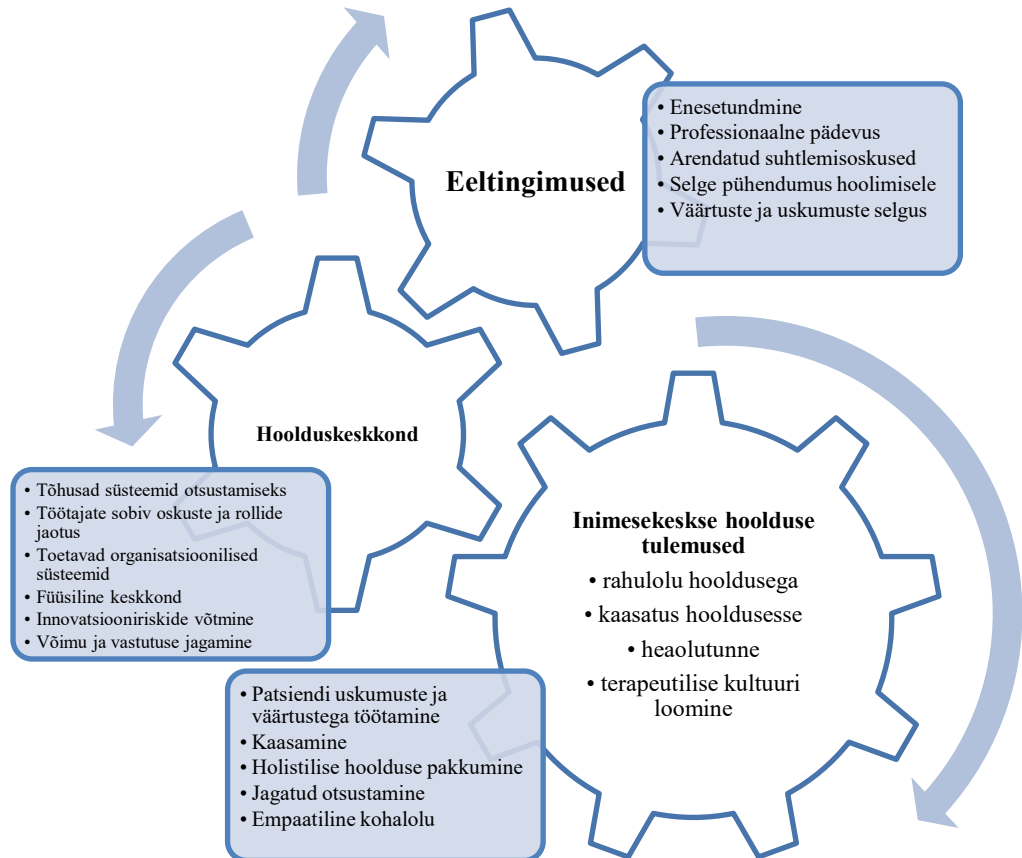 Eeltingimused
• Enesetundmine
• Professionaalne pädevus
• Arendatud suhtlemisoskused
• Selge pühendumus hoolimisele
• Väärtuste ja uskumuste selgus
Hoolduskeskkond
• Tõhusad süsteemid otsustamiseks
• Töötajate sobiv oskuste ja rollide
jaotus
• Toetavad organisatsioonilised
süsteemid
• Füüsiline keskkond
• Innovatsiooniriskide võtmine
• Võimu ja vastutuse jagamine
Inimesekeskse hoolduse
tulemused
• rahulolu hooldusega
• kaasatus hooldusesse
• heaolutunne
• terapeutilise kultuuri
loomine
• Patsiendi uskumuste ja
väärtustega töötamine
• Kaasamine
• Holistilise hoolduse pakkumine
• Jagatud otsustamine
• Empaatiline kohalolu